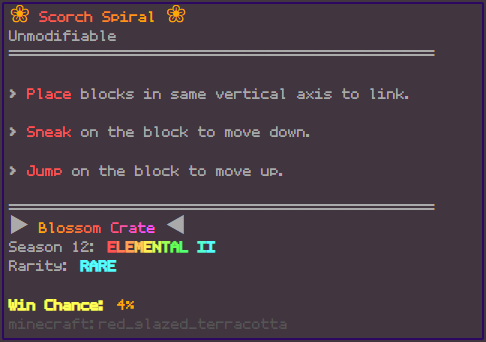 ❀ Scorch Spiral ❀
Unmodifiable
> Place blocks in same vertical axis to link.
> Sneak on the block to move down.
> Jump on the block to move up.
▶ Blossom Crate ◀
Season 12: ELEMENTAL II
Rarity: RARE
Win Chance: 4%
minecraft:red_glazed_terracotta